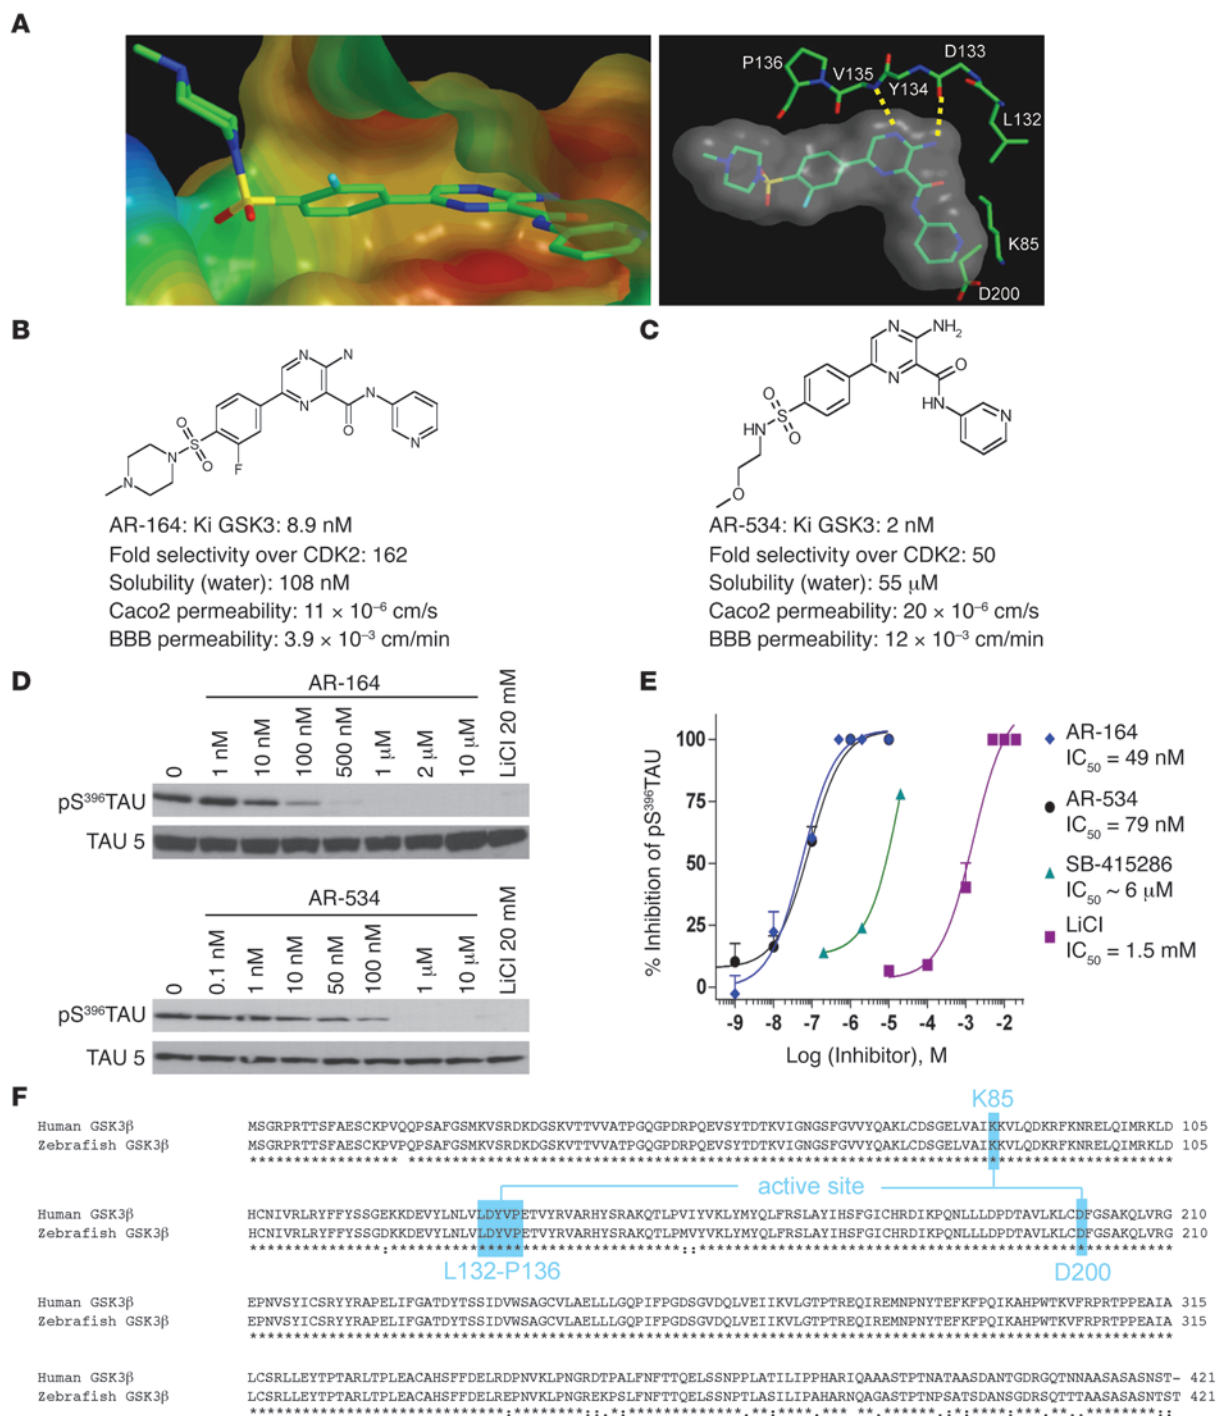 A
P136
V135
Y134
D133
L132
K85
D200
B
N
N
N
N
O
N
O
S
O
F
N
N
AR-164: Ki GSK3: 8.9 nM
Fold selectivity over CDK2: 162
Solubility (water): 108 nM
Caco2 permeability: 11 × 10⁻⁶ cm/s
BBB permeability: 3.9 × 10⁻³ cm/min
C
N
NH₂
N
O
HN
N
O
S
O
HN
O
AR-534: Ki GSK3: 2 nM
Fold selectivity over CDK2: 50
Solubility (water): 55 μM
Caco2 permeability: 20 × 10⁻⁶ cm/s
BBB permeability: 12 × 10⁻³ cm/min
D
AR-164
0
1 nM
10 nM
100 nM
500 nM
1 μM
2 μM
10 μM
LiCl 20 mM
pS³⁹⁶TAU
TAU 5
AR-534
0
0.1 nM
1 nM
10 nM
50 nM
100 nM
1 μM
10 μM
LiCl 20 mM
pS³⁹⁶TAU
TAU 5
E
% Inhibition of pS³⁹⁶TAU
100
75
50
25
0
-9 -8 -7 -6 -5 -4 -3 -2
Log (Inhibitor), M
AR-164
IC₅₀ = 49 nM
AR-534
IC₅₀ = 79 nM
SB-415286
IC₅₀ ~ 6 μM
LiCl
IC₅₀ = 1.5 mM
F
K85
Human GSK3β MSGRPRTTSFAESCKPVQQPSAFGSMKVSRDKDGSKVTTVVATPGQGPDRPQEVSYTDTKVIGNGSFGVVYQAKLCDSGELVAIKKVLQDKRFKNRELQIMRKLD 105
Zebrafish GSK3β MSGRPRTTSFAESCKPVPQPSAFGSMKVSRDKDGSKVTTVVATPGQGPDRPQEVSYTDTKVIGNGSFGVVYQAKLCDSGELVAIKKVLQDKRFKNRELQIMRKLD 105
active site
Human GSK3β HCNIVRLRYFFYSSGEKKDEVYLNLVLDYVPETVYRVARHYSRAKQTLPVIYVKLYMYQLFRSLAYIHSFGICHRDIKPQNLLLDPDTAVLKLCDFGSAKQLVRG 210
Zebrafish GSK3β HCNIVRLRYFFYSSGDKKDEVYLNLVLDYVPETVYRVARHYSRAKQTLPMVYVKLYMYQLFRSLAYIHSFGICHRDIKPQNLLLDPDTAVLKLCDFGSAKQLVRG 210
L132-P136
D200
Human GSK3β EPNVSYICSRYYRAPELIFGATDYTSSIDVWSAGCVLAELLLGQPIFPGDSGVDQLVEIIKVLGTPTREQIREMNPNYTEFKFPQIKAHPWTKVFRPRTPPEAIA 315
Zebrafish GSK3β EPNVSYICSRYYRAPELIFGATDYTSSIDVWSAGCVLAELLLGQPIFPGDSGVDQLVEIIKVLGTPTREQIREMNPNYTEFKFPQIKAHPWTKVFRPRTPPEAIA 315
Human GSK3β LCSRLLEYTPTARLTPLEACAHSFFDELRDPNVKLPNGRDTPALFNFTTQELSSNPPLATILIPPHARIQAAASTPTNATAASDANTGDRGQTNNAASASASNST- 421
Zebrafish GSK3β LCSRLLEYTPTARLTPLEACAHSFFDELREPNVKLPNGREKPSLFNFTTQELSSNPTLASILIPAHARNQAGASTPTNPSATSDANSGDRSQTTTAASASASNTST 421